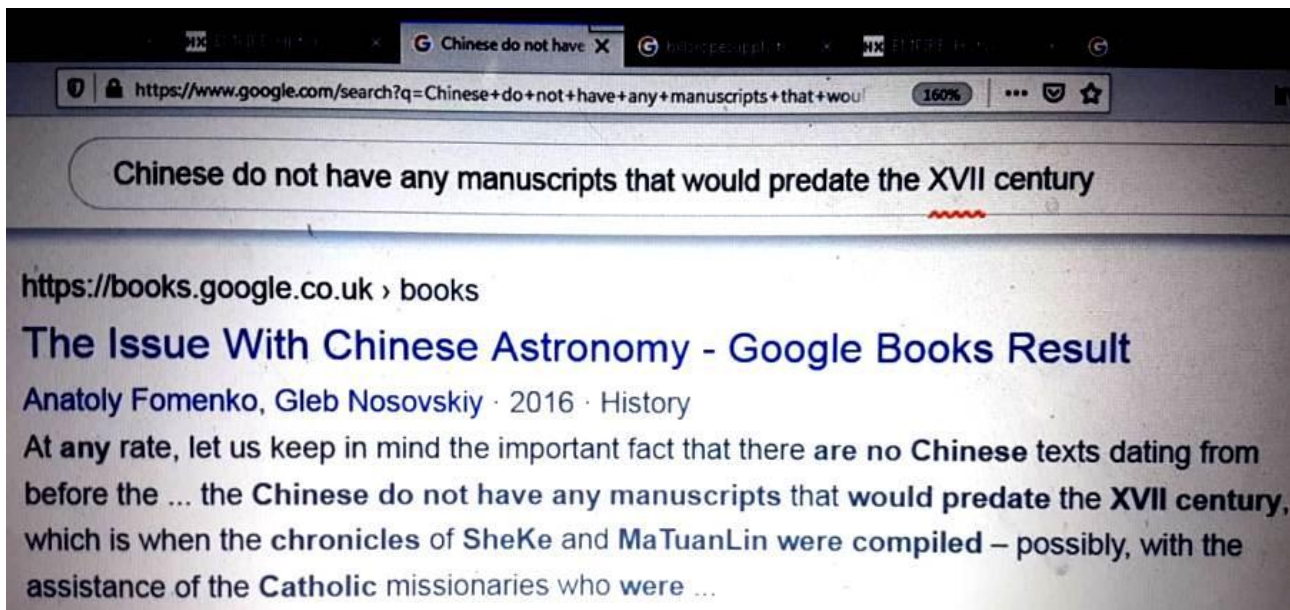 HX
G Chinese do not have X
G
HX
G
https://www.google.com/search?q=Chinese+do+not+have+any+manuscripts+that+woul
160%
Chinese do not have any manuscripts that would predate the XVII century
https://books.google.co.uk › books
The Issue With Chinese Astronomy - Google Books Result
Anatoly Fomenko, Gleb Nosovskiy · 2016 · History
At any rate, let us keep in mind the important fact that there are no Chinese texts dating from
before the ... the Chinese do not have any manuscripts that would predate the XVII century,
which is when the chronicles of SheKe and MaTuanLin were compiled – possibly, with the
assistance of the Catholic missionaries who were ...